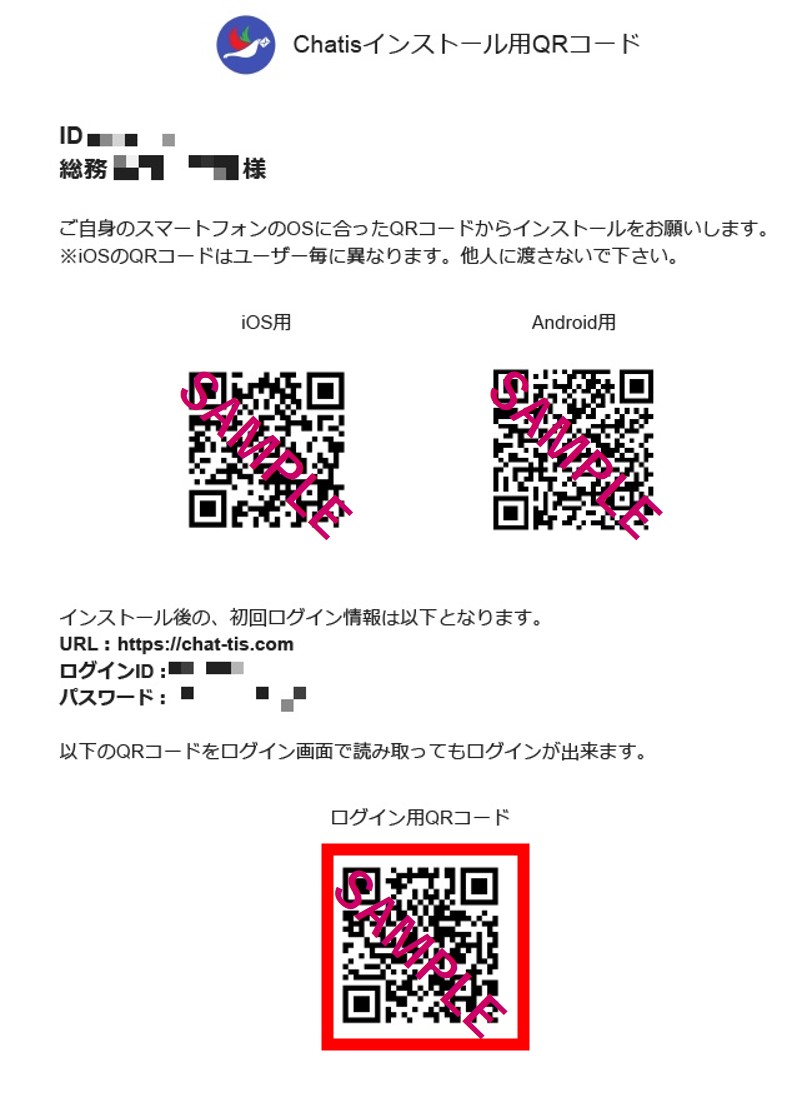 Chatisインストール用QRコード
ID
総務 様
ご自身のスマートフォンのOSに合ったQRコードからインストールをお願いします。
※iOSのQRコードはユーザー毎に異なります。他人に渡さないで下さい。
iOS用
Android用
SAMPLE
SAMPLE
インストール後の、初回ログイン情報は以下となります。
URL：https://chat-tis.com
ログインID：
パスワード：
以下のQRコードをログイン画面で読み取ってもログインが出来ます。
ログイン用QRコード
SAMPLE